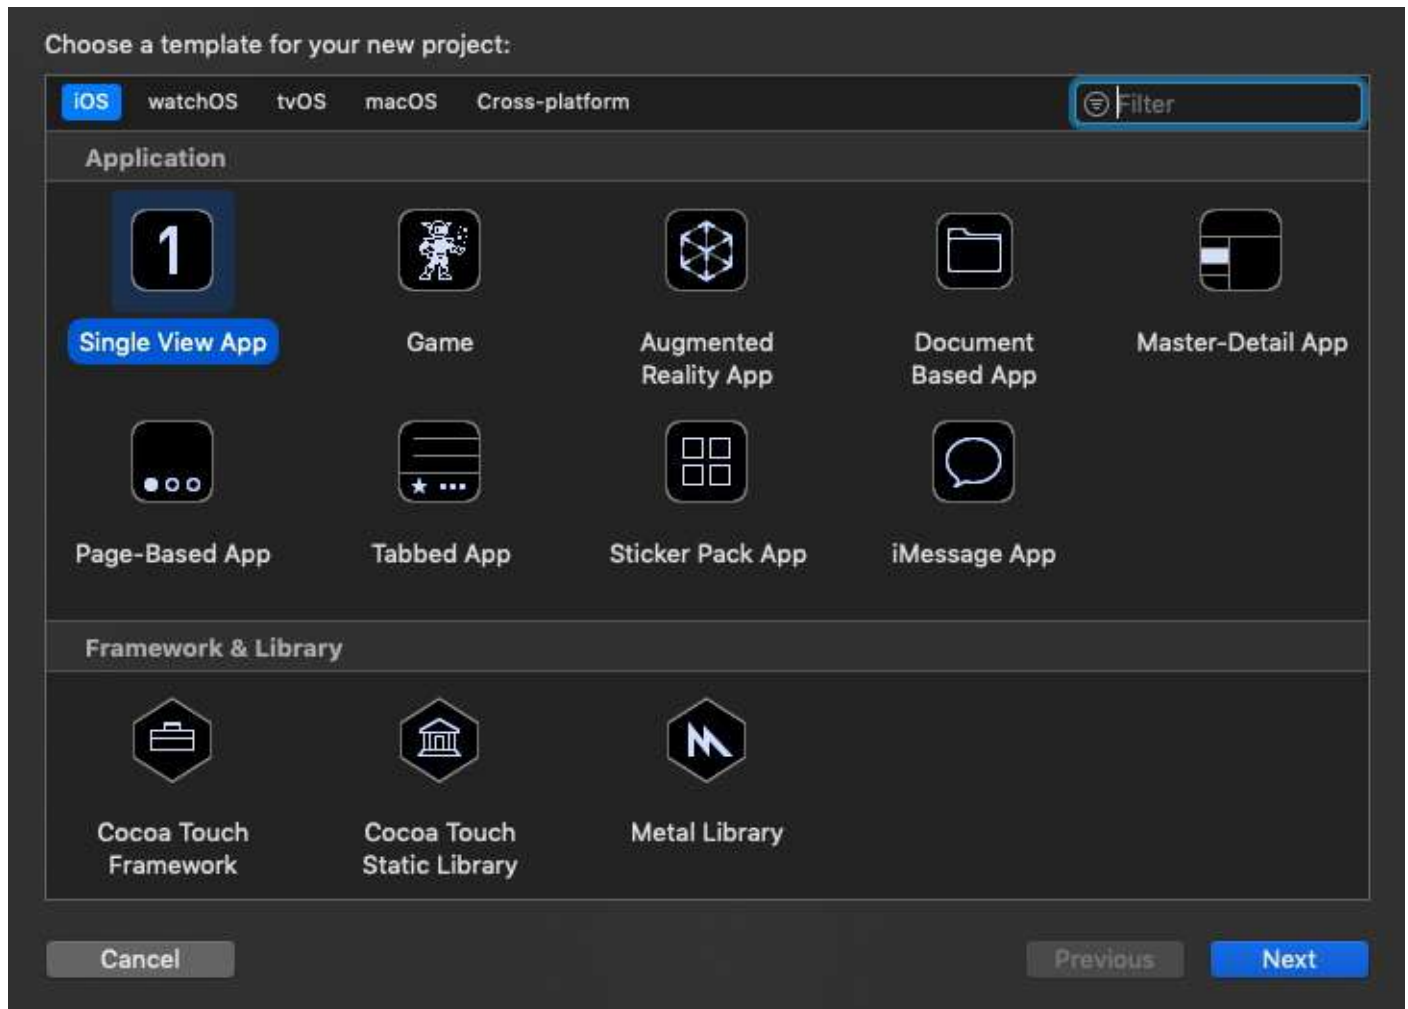 Choose a template for your new project:
iOS watchOS tvOS macOS Cross-platform Filter
Application
1
Single View App Game Augmented Reality App Document Based App Master-Detail App
Page-Based App Tabbed App Sticker Pack App iMessage App
Framework & Library
Cocoa Touch Framework Cocoa Touch Static Library Metal Library
Cancel Previous Next